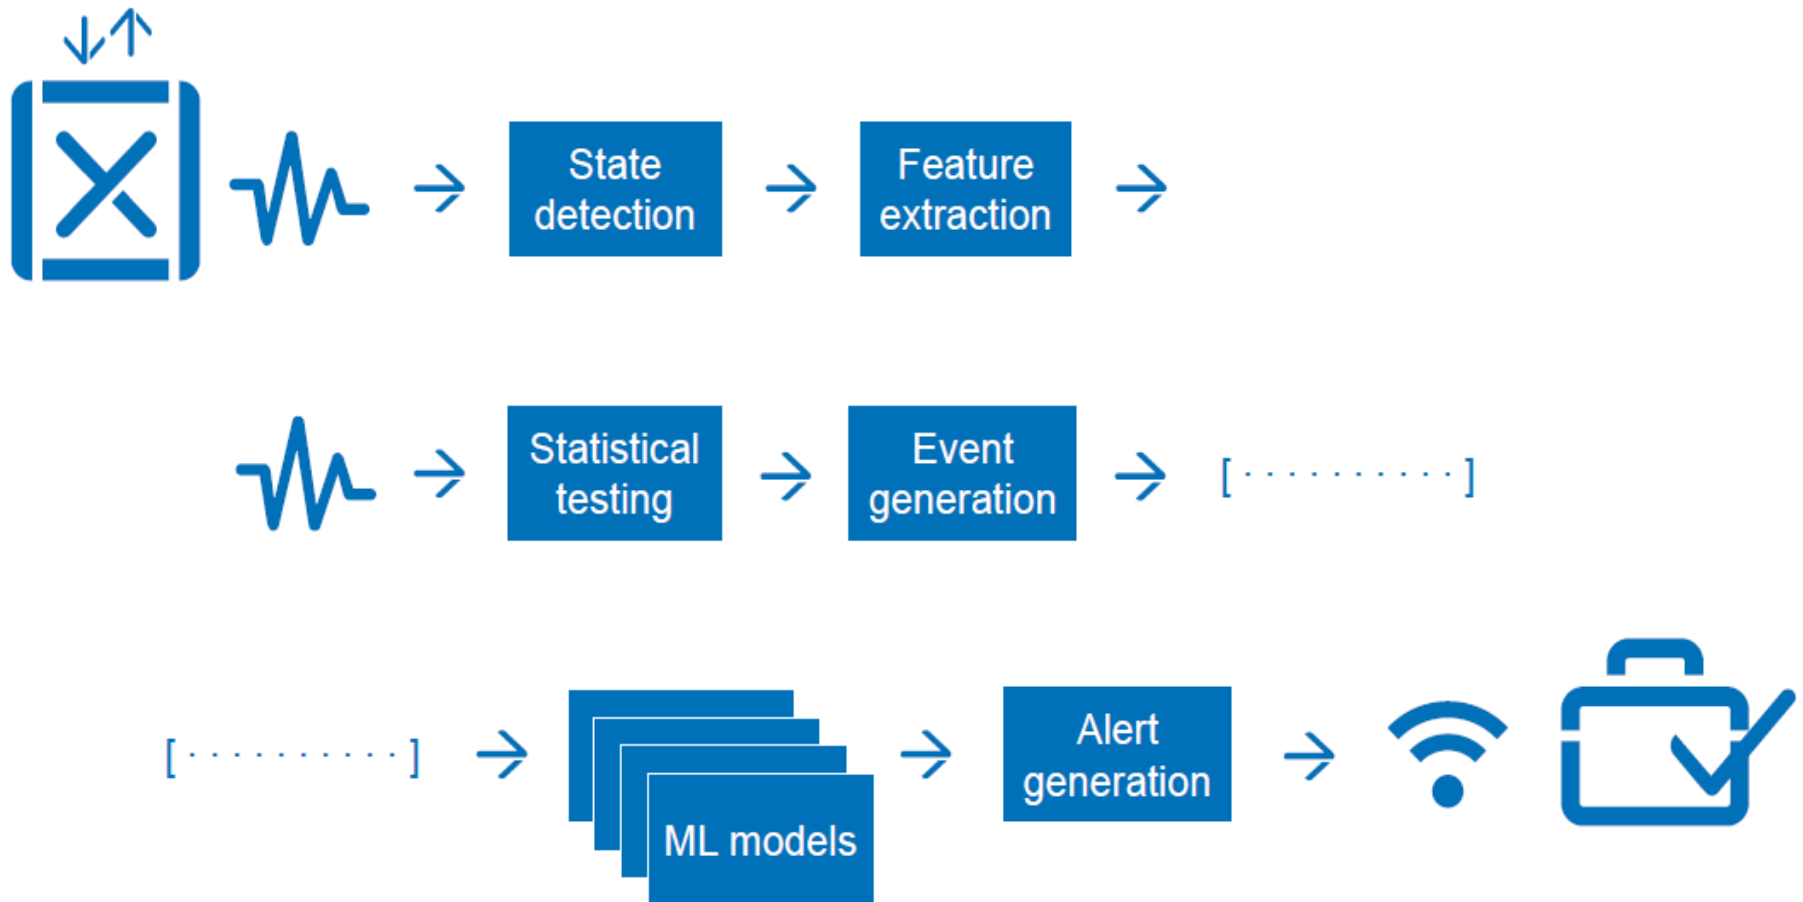 State
detection
Feature
extraction
Statistical
testing
Event
generation
[ · · · · · · · · · · ]
[ · · · · · · · · · · ]
ML models
Alert
generation